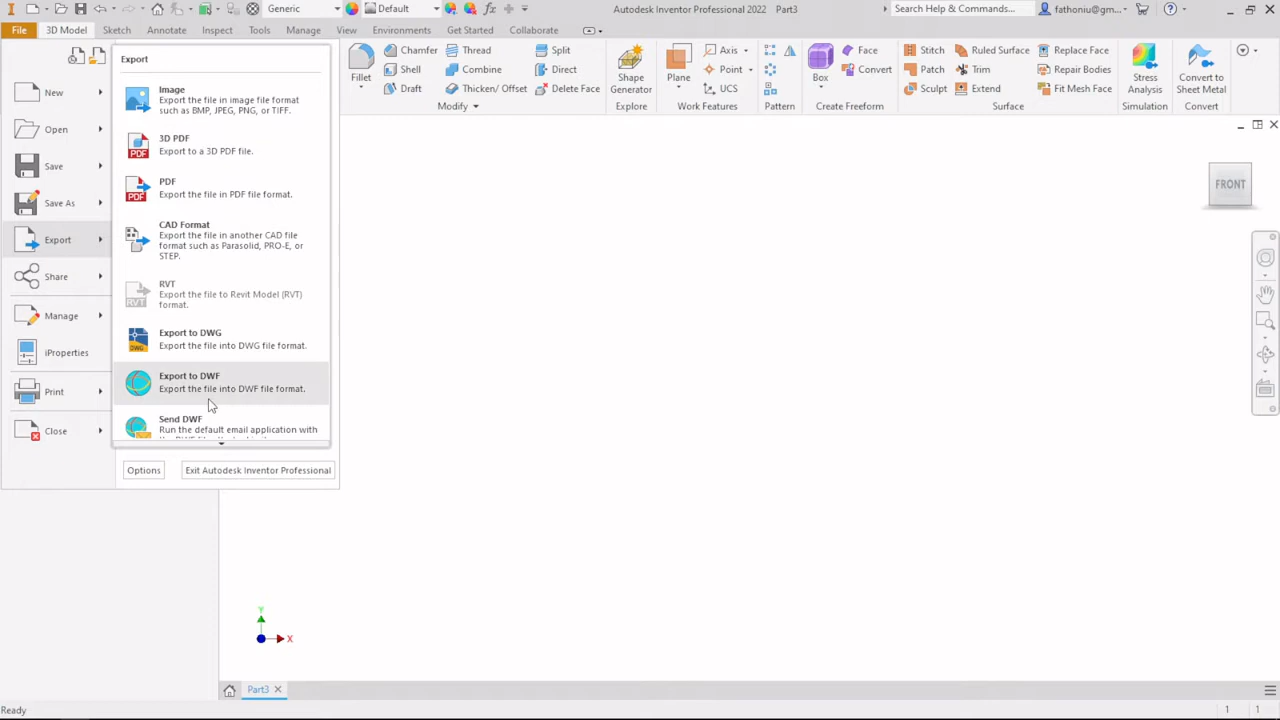 Generic
Default
Autodesk Inventor Professional 2022 Part3
Search Help & Commands...
fathoniu@gm...
File
3D Model
Sketch
Annotate
Inspect
Tools
Manage
View
Environments
Get Started
Collaborate
Fillet
Chamfer
Shell
Draft
Thread
Combine
Thicken/ Offset
Split
Direct
Delete Face
Modify
Shape
Generator
Explore
Plane
Axis
Point
UCS
Work Features
Pattern
Box
Face
Convert
Create Freeform
Stitch
Patch
Sculpt
Ruled Surface
Trim
Extend
Replace Face
Repair Bodies
Fit Mesh Face
Surface
Stress
Analysis
Simulation
Convert to
Sheet Metal
Convert
New
Open
Save
Save As
Export
Share
Manage
iProperties
Print
Close
Export
Image
Export the file in image file format
such as BMP, JPEG, PNG, or TIFF.
3D PDF
Export to a 3D PDF file.
PDF
Export the file in PDF file format.
CAD Format
Export the file in another CAD file
format such as Parasolid, PRO-E, or
STEP.
RVT
Export the file to Revit Model (RVT)
format.
Export to DWG
Export the file into DWG file format.
Export to DWF
Export the file into DWF file format.
Send DWF
Run the default email application with
Options
Exit Autodesk Inventor Professional
PDF
PDF
RVT
DWG
FRONT
Y
X
Part3
Ready
1
1